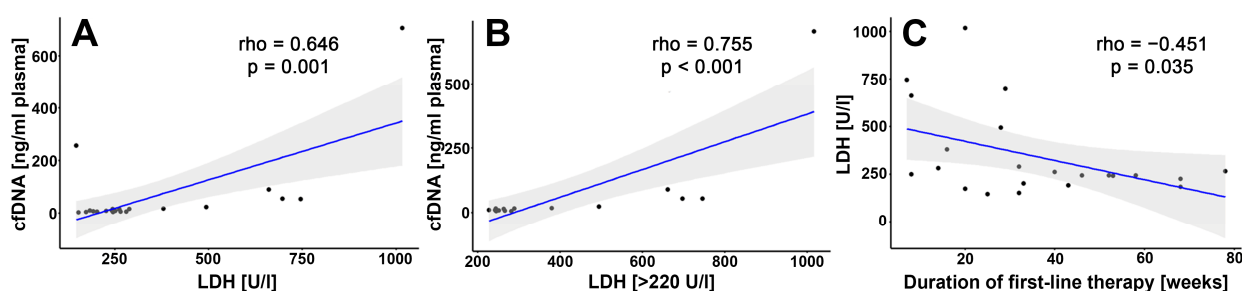 A
rho = 0.646
p = 0.001
cfDNA [ng/ml plasma]
600
400
200
0
250
500
750
1000
LDH [U/l]
B
rho = 0.755
p < 0.001
cfDNA [ng/ml plasma]
500
250
0
200
400
600
800
1000
LDH [>220 U/l]
C
rho = −0.451
p = 0.035
LDH [U/l]
1000
750
500
250
0
20
40
60
80
Duration of first-line therapy [weeks]